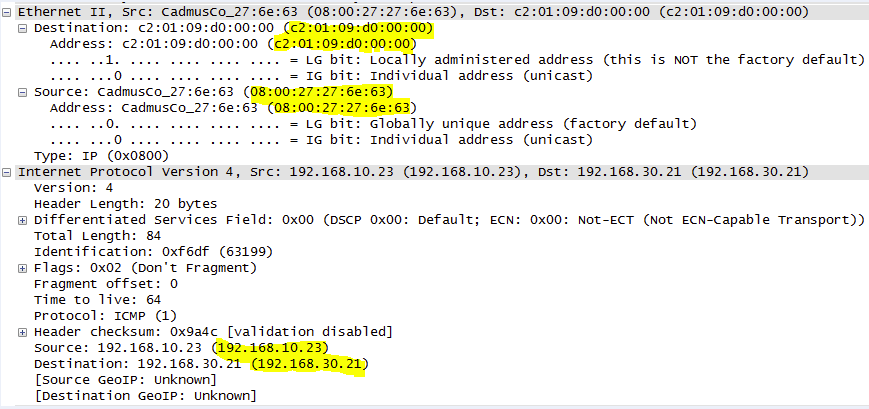 Ethernet II, Src: CadmusCo_27:6e:63 (08:00:27:27:6e:63), Dst: c2:01:09:d0:00:00 (c2:01:09:d0:00:00)
Destination: c2:01:09:d0:00:00 (c2:01:09:d0:00:00)
Address: c2:01:09:d0:00:00 (c2:01:09:d0:00:00)
.... ..1. .... .... .... .... = LG bit: Locally administered address (this is NOT the factory default)
.... ...0 .... .... .... .... = IG bit: Individual address (unicast)
Source: CadmusCo_27:6e:63 (08:00:27:27:6e:63)
Address: CadmusCo_27:6e:63 (08:00:27:27:6e:63)
.... ..0. .... .... .... .... = LG bit: Globally unique address (factory default)
.... ...0 .... .... .... .... = IG bit: Individual address (unicast)
Type: IP (0x0800)
Internet Protocol Version 4, Src: 192.168.10.23 (192.168.10.23), Dst: 192.168.30.21 (192.168.30.21)
Version: 4
Header Length: 20 bytes
Differentiated Services Field: 0x00 (DSCP 0x00: Default; ECN: 0x00: Not-ECT (Not ECN-Capable Transport))
Total Length: 84
Identification: 0xf6df (63199)
Flags: 0x02 (Don't Fragment)
Fragment offset: 0
Time to live: 64
Protocol: ICMP (1)
Header checksum: 0x9a4c [validation disabled]
Source: 192.168.10.23 (192.168.10.23)
Destination: 192.168.30.21 (192.168.30.21)
[Source GeoIP: Unknown]
[Destination GeoIP: Unknown]